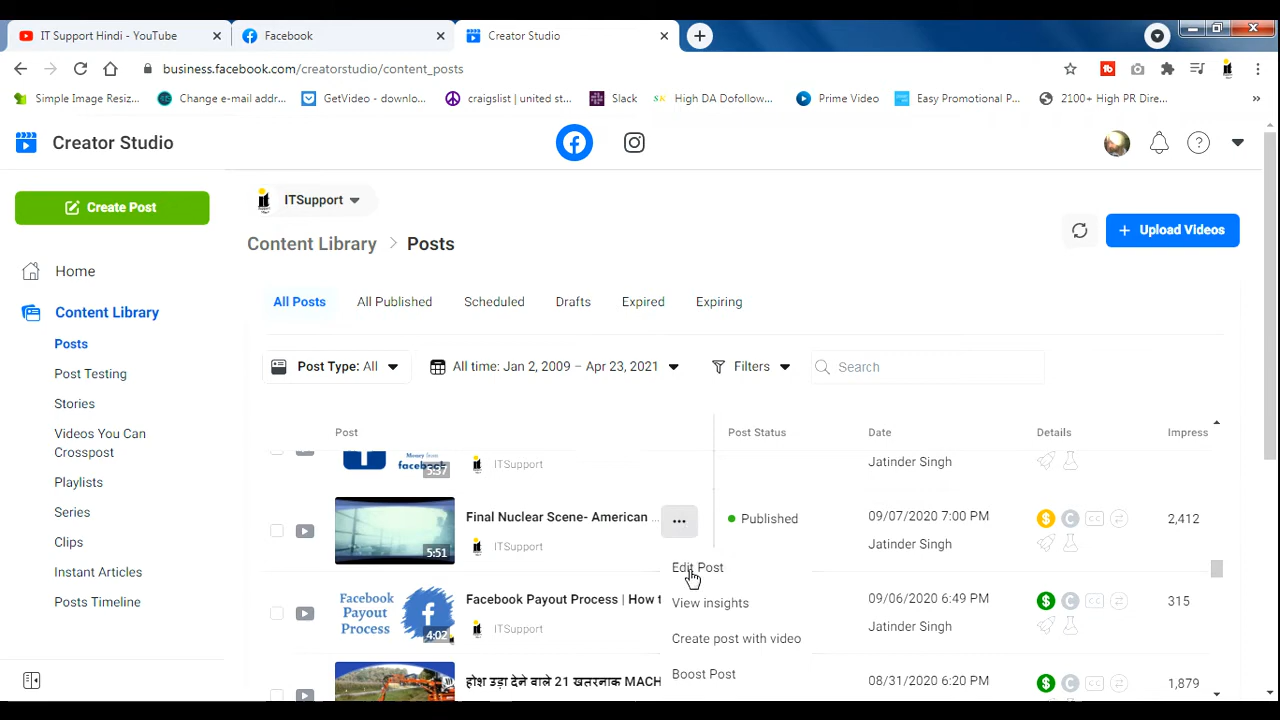 IT Support Hindi - YouTube
Facebook
Creator Studio
business.facebook.com/creatorstudio/content_posts
Simple Image Resiz...
Change e-mail addr...
GetVideo - downlo...
craigslist | united st...
Slack
High DA Dofollow...
Prime Video
Easy Promotional P...
2100+ High PR Dire...
Creator Studio
Create Post
ITSupport
Content Library > Posts
Upload Videos
Home
Content Library
Posts
Post Testing
Stories
Videos You Can Crosspost
Playlists
Series
Clips
Instant Articles
Posts Timeline
All Posts
All Published
Scheduled
Drafts
Expired
Expiring
Post Type: All
All time: Jan 2, 2009 – Apr 23, 2021
Filters
Search
Post
Post Status
Date
Details
Impress
Money from
facebook
ITSupport
Jatinder Singh
Final Nuclear Scene- American ...
5:51
ITSupport
Published
09/07/2020 7:00 PM
Jatinder Singh
2,412
Edit Post
View insights
Create post with video
Boost Post
Facebook Payout Process
4:02
Facebook Payout Process | How t
ITSupport
09/06/2020 6:49 PM
Jatinder Singh
315
होश उड़ा देने वाले 21 खतरनाक MACH
08/31/2020 6:20 PM
1,879